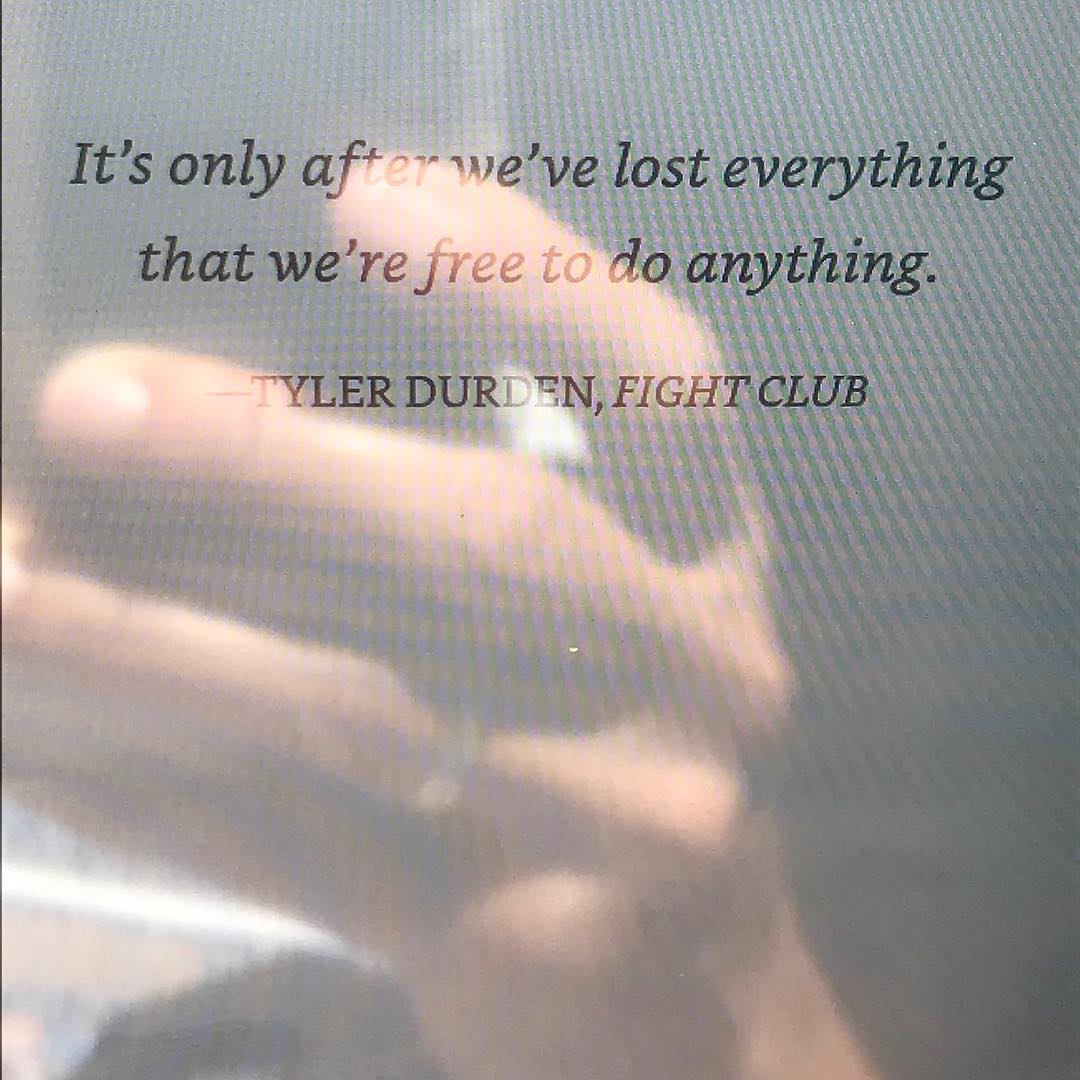 It’s only after we’ve lost everything
that we’re free to do anything.
—TYLER DURDEN, FIGHT CLUB